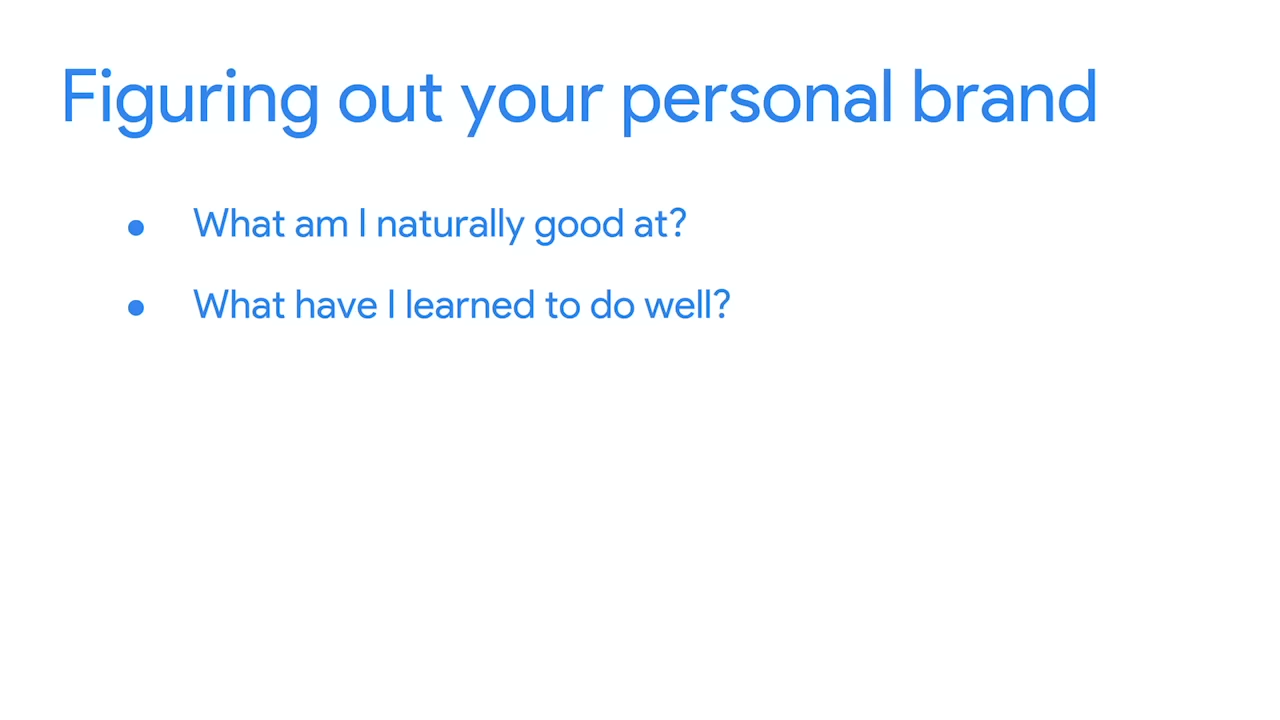 Figuring out your personal brand
● What am I naturally good at?
● What have I learned to do well?